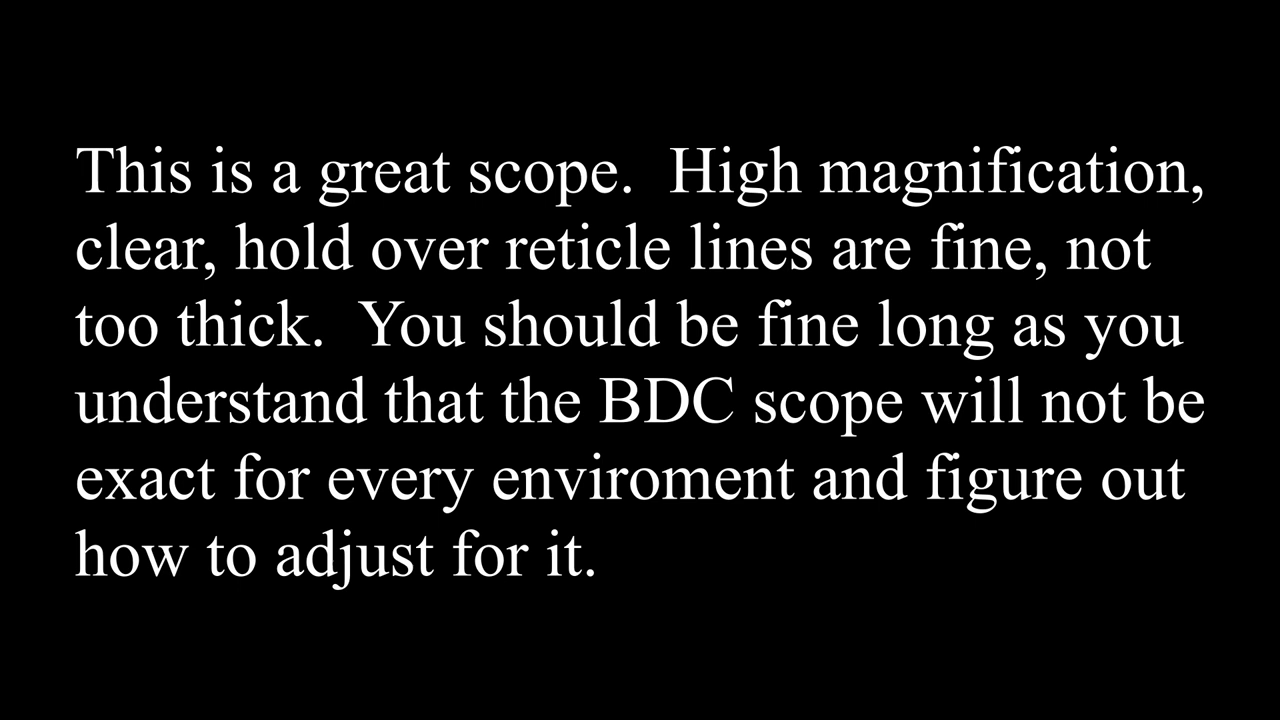 This is a great scope.  High magnification,
clear, hold over reticle lines are fine, not
too thick.  You should be fine long as you
understand that the BDC scope will not be
exact for every enviroment and figure out
how to adjust for it.